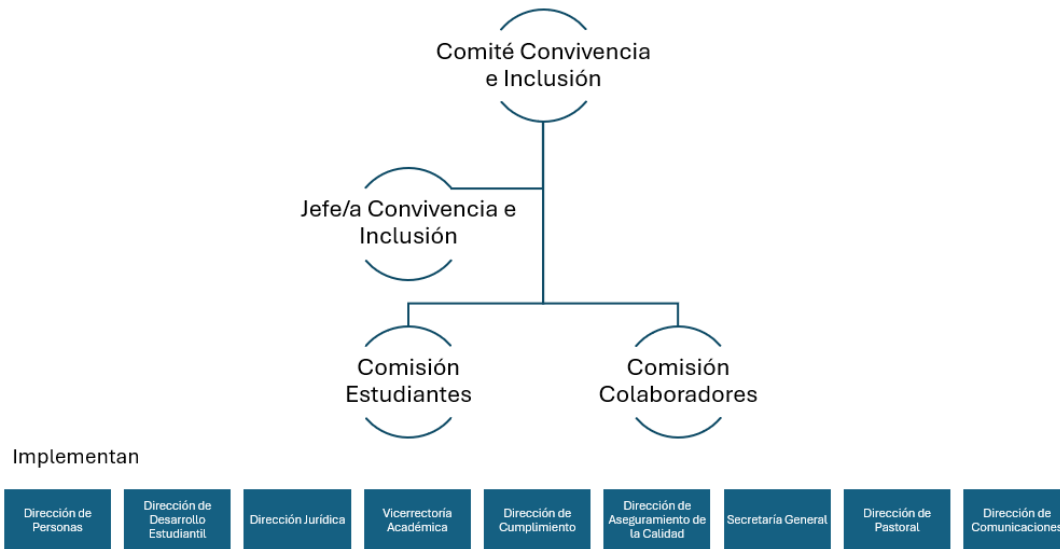 Comité Convivencia
e Inclusión
Jefe/a Convivencia e
Inclusión
Comisión
Estudiantes
Comisión
Colaboradores
Implementan
Dirección de
Personas
Dirección de
Desarrollo
Estudiantil
Dirección Jurídica
Vicerrectoría
Académica
Dirección de
Cumplimiento
Dirección de
Aseguramiento de
la Calidad
Secretaría General
Dirección de
Pastoral
Dirección de
Comunicaciones